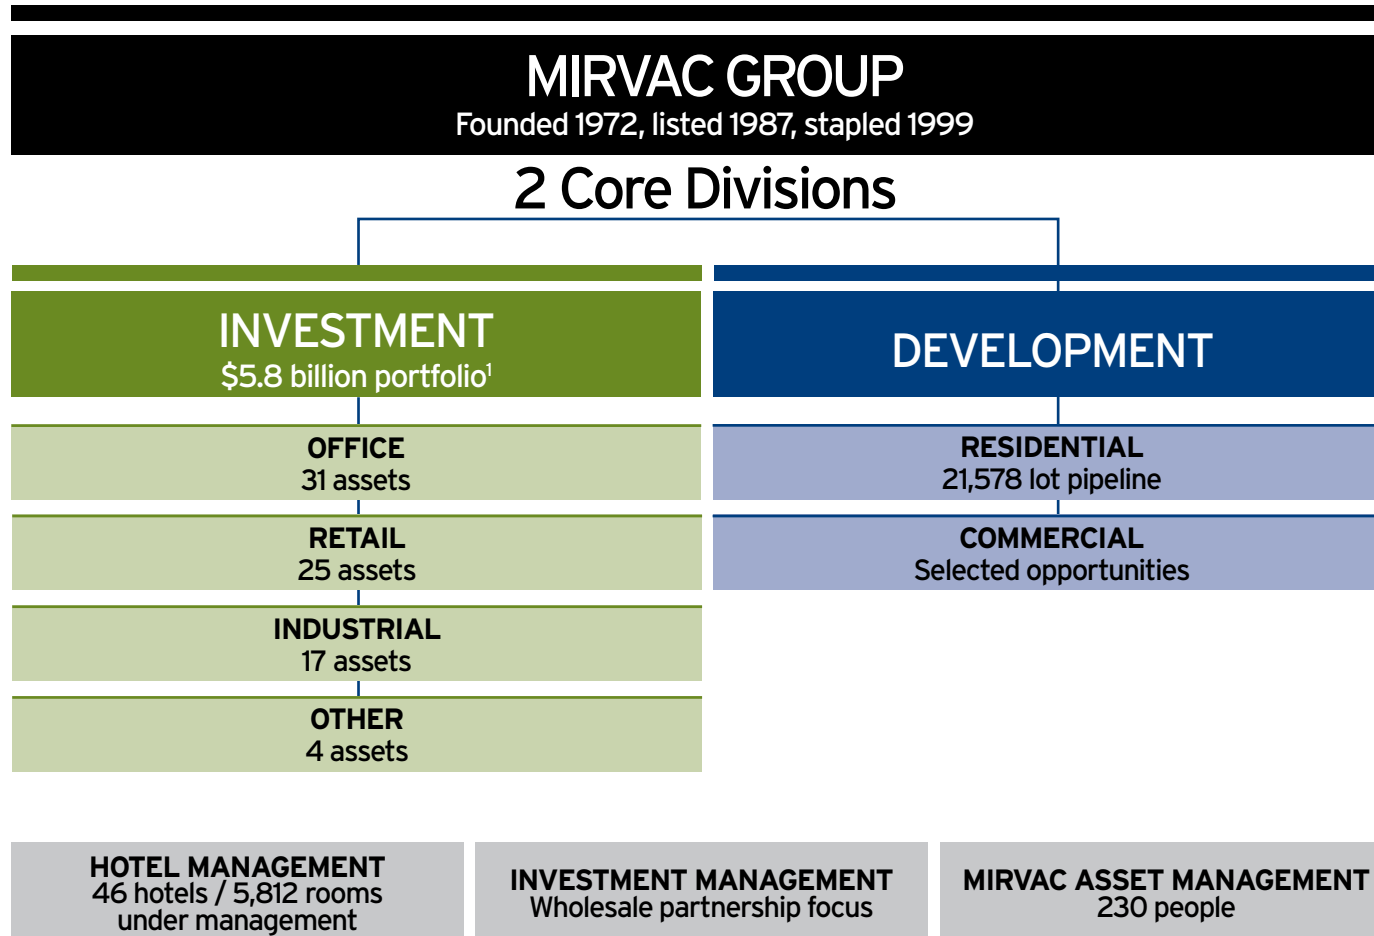 MIRVAC GROUP
Founded 1972, listed 1987, stapled 1999
2 Core Divisions
INVESTMENT
$5.8 billion portfolio¹
OFFICE
31 assets
RETAIL
25 assets
INDUSTRIAL
17 assets
OTHER
4 assets
DEVELOPMENT
RESIDENTIAL
21,578 lot pipeline
COMMERCIAL
Selected opportunities
HOTEL MANAGEMENT
46 hotels / 5,812 rooms
under management
INVESTMENT MANAGEMENT
Wholesale partnership focus
MIRVAC ASSET MANAGEMENT
230 people